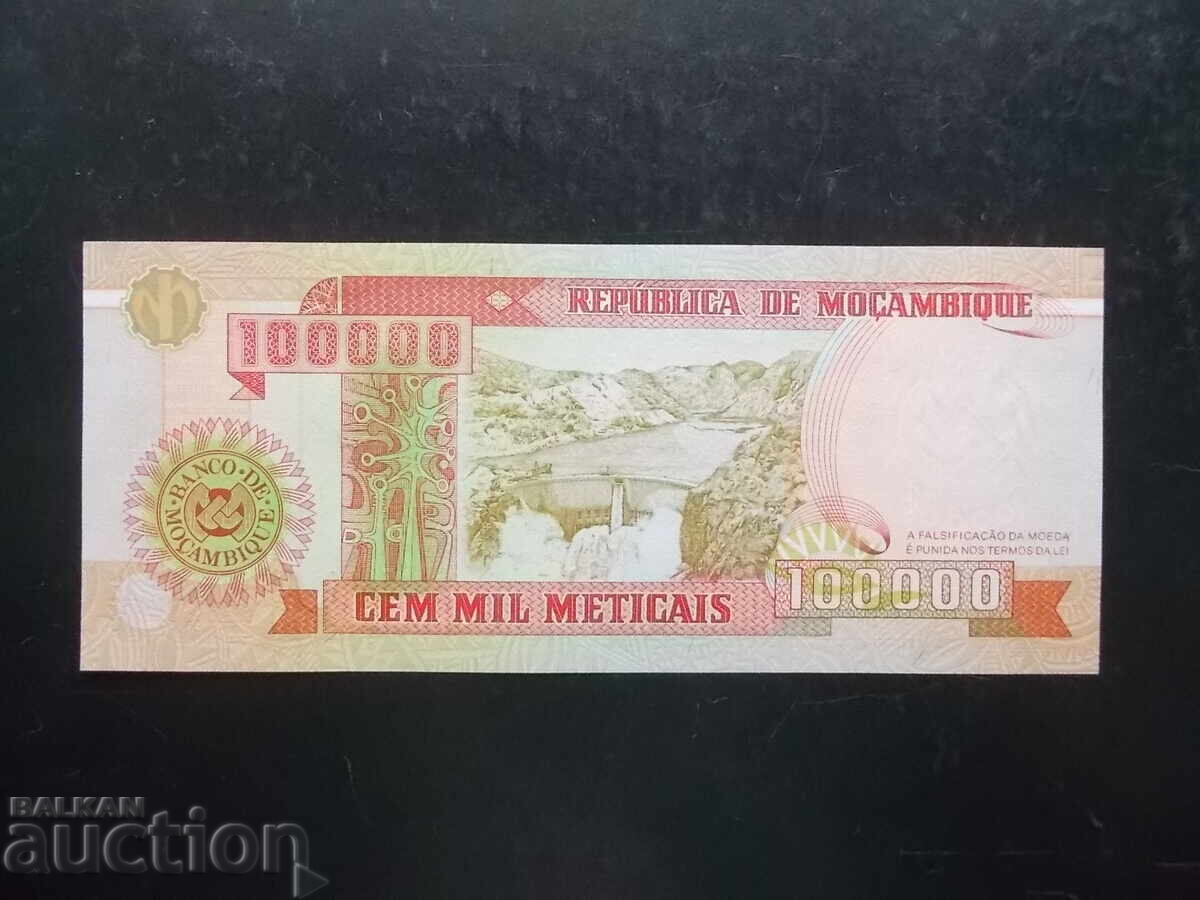 REPÚBLICA DE MOÇAMBIQUE
100000
BANCO · DE · MOÇAMBIQUE ·
A FALSIFICAÇÃO DA MOEDA
É PUNIDA NOS TERMOS DA LEI
100000
CEM MIL METICAIS
BALKAN
auction